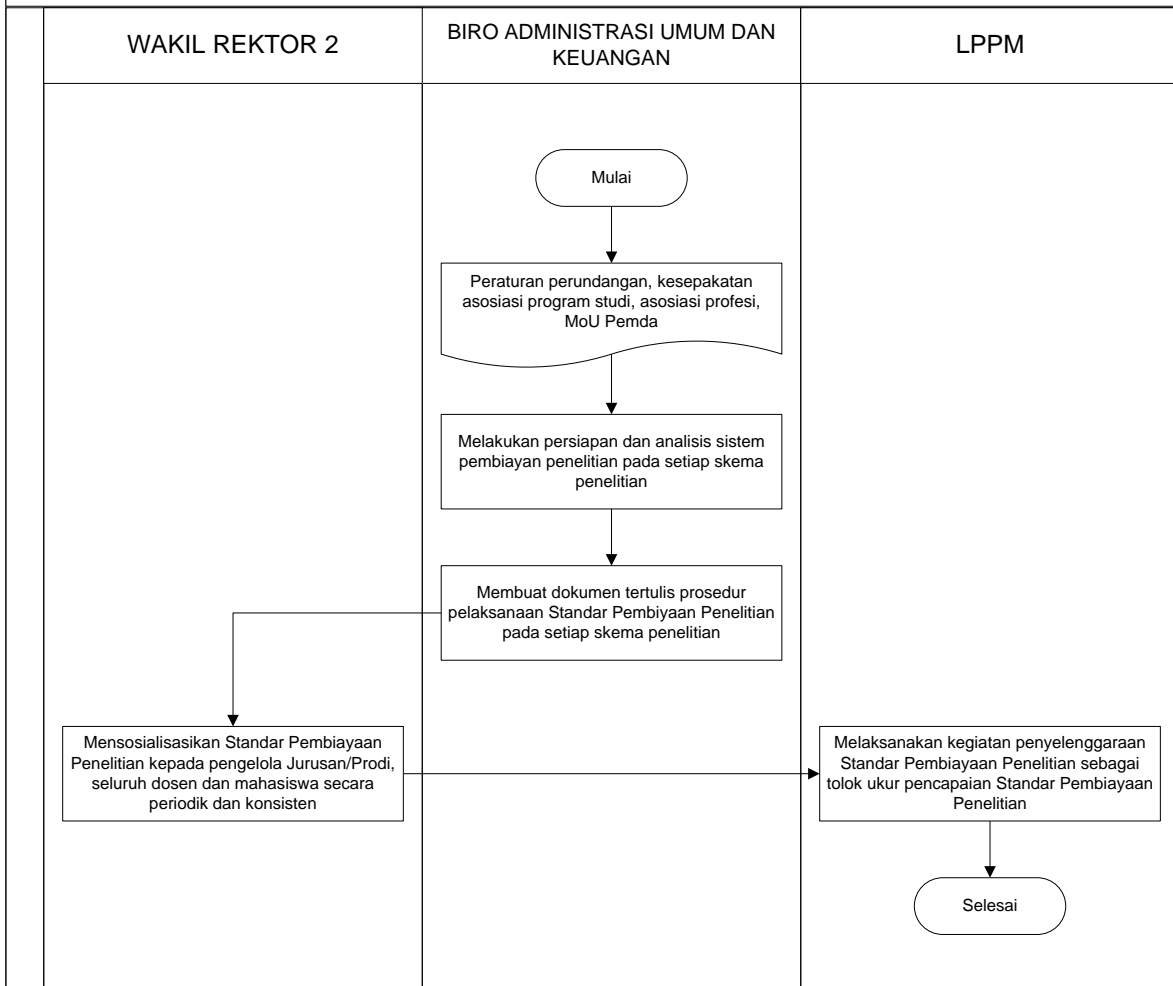 WAKIL REKTOR 2
BIRO ADMINISTRASI UMUM DAN
KEUANGAN
LPPM
Mulai
Peraturan perundangan, kesepakatan
asosiasi program studi, asosiasi profesi,
MoU Pemda
Melakukan persiapan dan analisis sistem
pembiayan penelitian pada setiap skema
penelitian
Membuat dokumen tertulis prosedur
pelaksanaan Standar Pembiyaan Penelitian
pada setiap skema penelitian
Mensosialisasikan Standar Pembiayaan
Penelitian kepada pengelola Jurusan/Prodi,
seluruh dosen dan mahasiswa secara
periodik dan konsisten
Melaksanakan kegiatan penyelenggaraan
Standar Pembiayaan Penelitian sebagai
tolok ukur pencapaian Standar Pembiayaan
Penelitian
Selesai